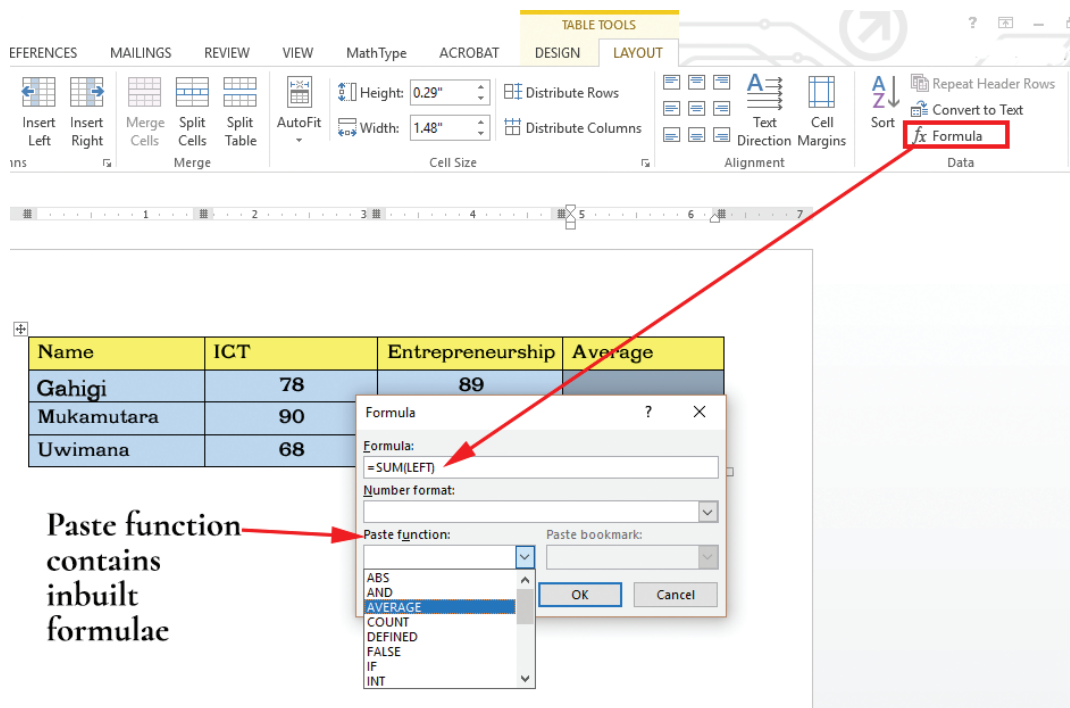 TABLE TOOLS
EFERENCES MAILINGS REVIEW VIEW MathType ACROBAT DESIGN LAYOUT
?
Insert Left
Insert Right
Merge Cells
Split Cells
Split Table
AutoFit
Height: 0.29"
Width: 1.48"
Distribute Rows
Distribute Columns
A
Text Direction
Cell Margins
A Z
Sort
Repeat Header Rows
Convert to Text
fx Formula
ns Merge Cell Size Alignment Data
1 2 3 4 5 6 7
Name ICT Entrepreneurship Average
Gahigi 78 89
Mukamutara 90
Uwimana 68
Formula ?
Formula:
=SUM(LEFT)
Number format:
Paste function: Paste bookmark:
ABS
AND
AVERAGE
COUNT
DEFINED
FALSE
IF
INT
OK Cancel
Paste function
contains
inbuilt
formulae